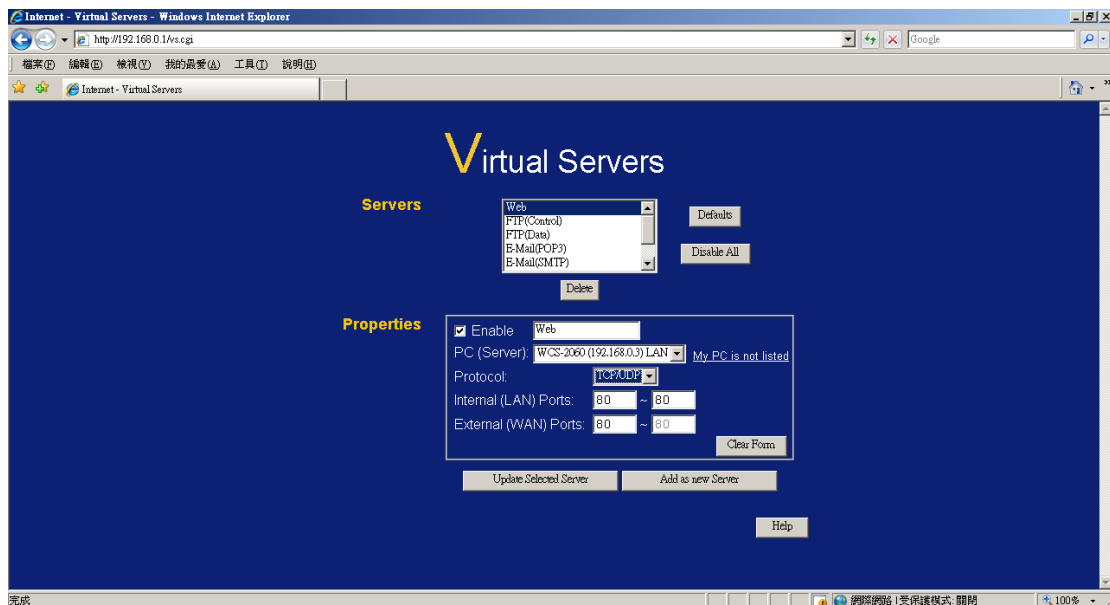 Internet - Virtual Servers - Windows Internet Explorer
http://192.168.0.1/vs.cgi
Google
檔案(F) 編輯(E) 檢視(V) 我的最愛(A) 工具(T) 說明(H)
Internet - Virtual Servers
Virtual Servers
Servers
Web
FTP(Control)
FTP(Data)
E-Mail(POP3)
E-Mail(SMTP)
Defaults
Disable All
Delete
Properties
Enable Web
PC (Server): WCS-2060 (192.168.0.3) LAN My PC is not listed
Protocol: TCP/UDP
Internal (LAN) Ports: 80 ~ 80
External (WAN) Ports: 80 ~ 80
Clear Form
Update Selected Server Add as new Server
Help
完成 網際網路 | 受保護模式: 關閉 100%